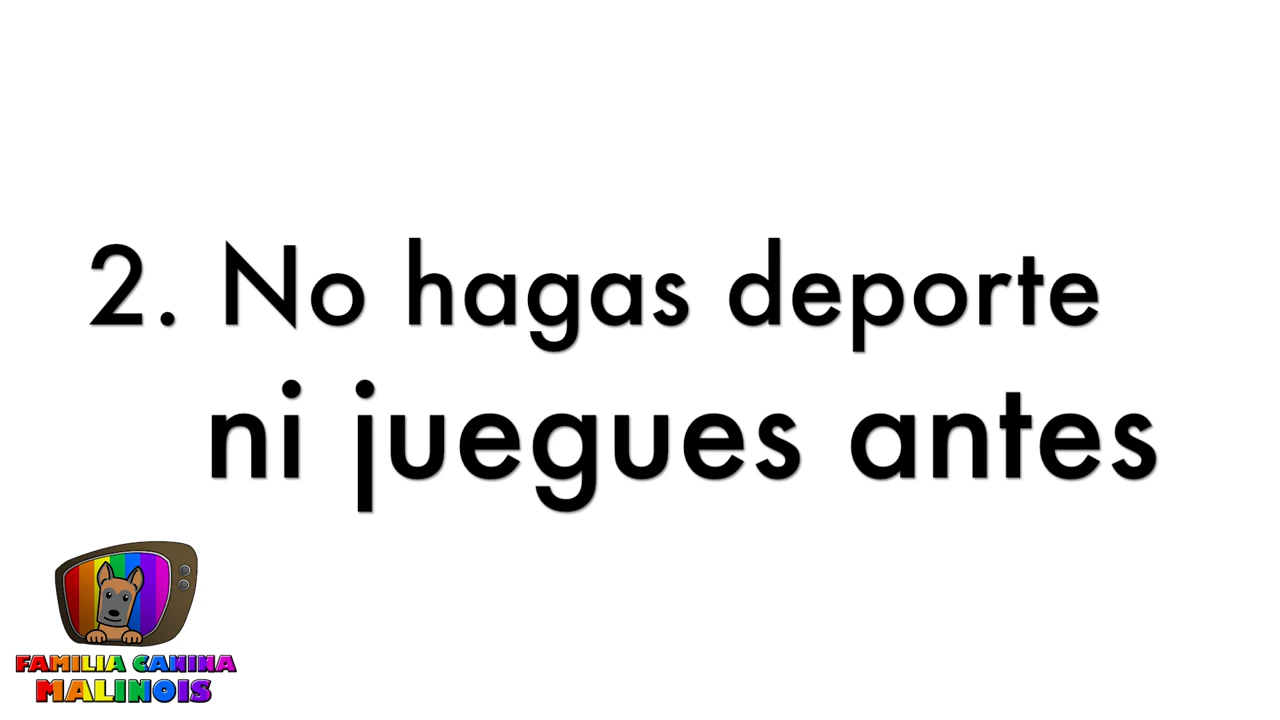 2. No hagas deporte
ni juegues antes
FAMILIA CANINA
MALINOIS